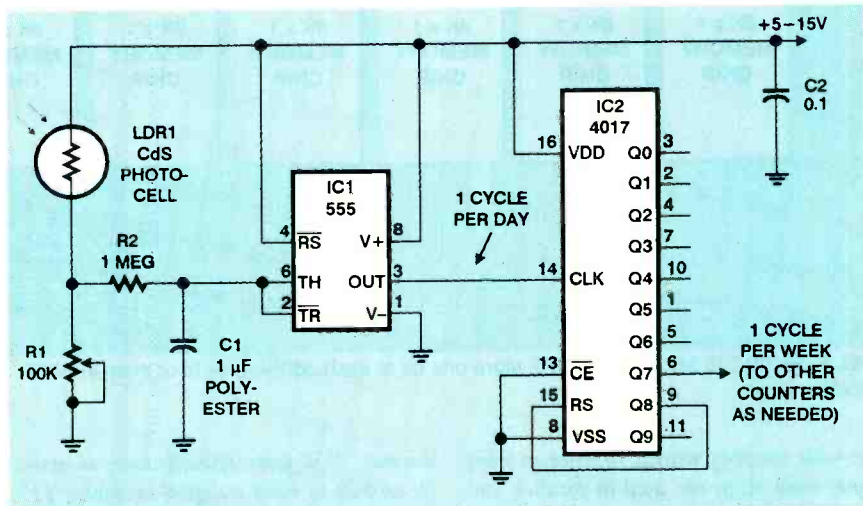 +5–15V
C2
0.1
LDR1
CdS
PHOTO-
CELL
R2
1 MEG
R1
100K
C1
1 µF
POLY-
ESTER
IC1
555
4
RS
V+
8
6
TH
OUT
3
2
TR
V–
1
1 CYCLE
PER DAY
IC2
4017
16
VDD
Q0
3
Q1
2
Q2
4
Q3
7
14
CLK
Q4
10
Q5
1
Q6
5
13
CE
Q7
6
15
RS
Q8
9
8
VSS
Q9
11
1 CYCLE
PER WEEK
(TO OTHER
COUNTERS
AS NEEDED)